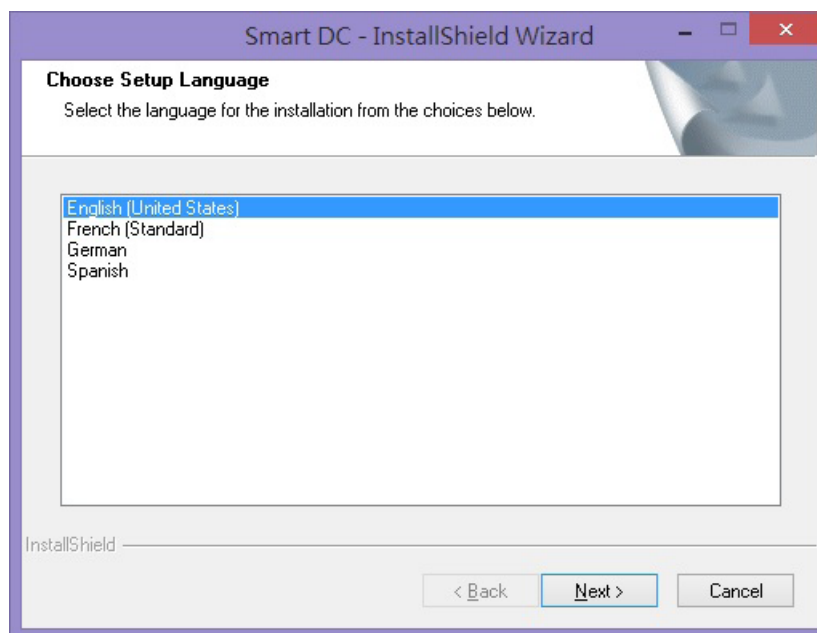 Smart DC - InstallShield Wizard
Choose Setup Language
Select the language for the installation from the choices below.
English (United States)
French (Standard)
German
Spanish
InstallShield
< Back
Next >
Cancel